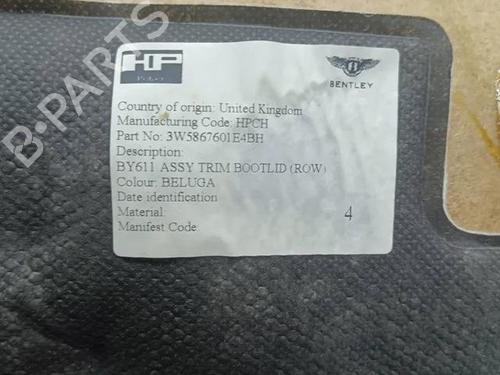 HP
BENTLEY
Country of origin: United Kingdom
Manufacturing Code: HPCH
Part No: 3W5867601E4BH
Description:
BY611 ASSY TRIM BOOTLID (ROW)
Colour: BELUGA
Date identification
Material:
4
Manifest Code:
B-PARTS